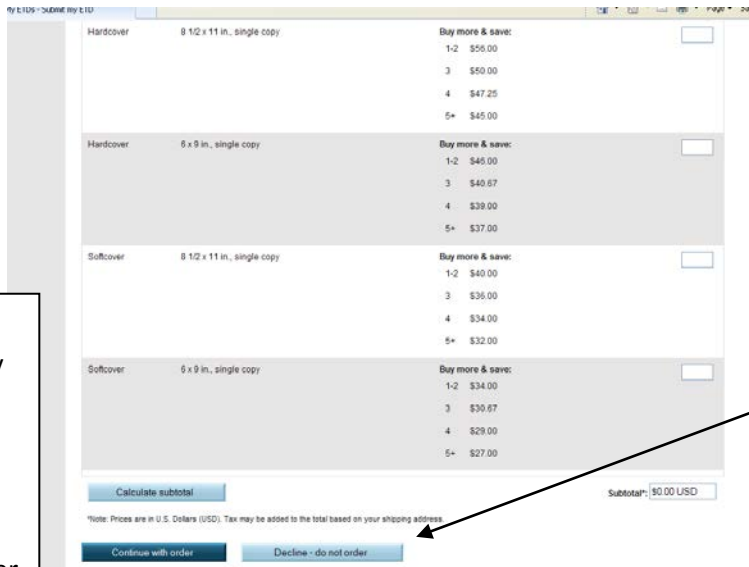 My ETDs - Submit my ETD
Page
Hardcover 8 1/2 x 11 in., single copy Buy more & save:
1-2 $56.00
3 $50.00
4 $47.25
5+ $45.00
Hardcover 6 x 9 in., single copy Buy more & save:
1-2 $46.00
3 $40.67
4 $39.00
5+ $37.00
Softcover 8 1/2 x 11 in., single copy Buy more & save:
1-2 $40.00
3 $36.00
4 $34.00
5+ $32.00
Softcover 6 x 9 in., single copy Buy more & save:
1-2 $34.00
3 $30.67
4 $29.00
5+ $27.00
Calculate subtotal Subtotal*: $0.00 USD
*Note: Prices are in U.S. Dollars (USD). Tax may be added to the total based on your shipping address.
Continue with order Decline - do not order